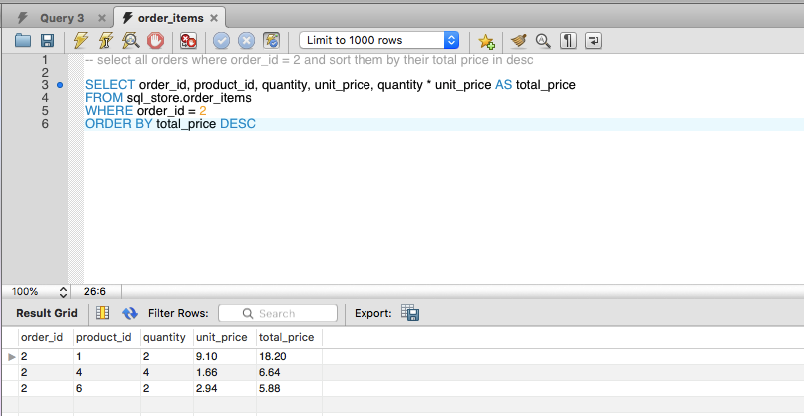 Query 3 order_items
Limit to 1000 rows
1 -- select all orders where order_id = 2 and sort them by their total price in desc
2
3 SELECT order_id, product_id, quantity, unit_price, quantity * unit_price AS total_price
4 FROM sql_store.order_items
5 WHERE order_id = 2
6 ORDER BY total_price DESC
100% 26:6
Result Grid Filter Rows: Search Export:
order_id product_id quantity unit_price total_price
2 1 2 9.10 18.20
2 4 4 1.66 6.64
2 6 2 2.94 5.88